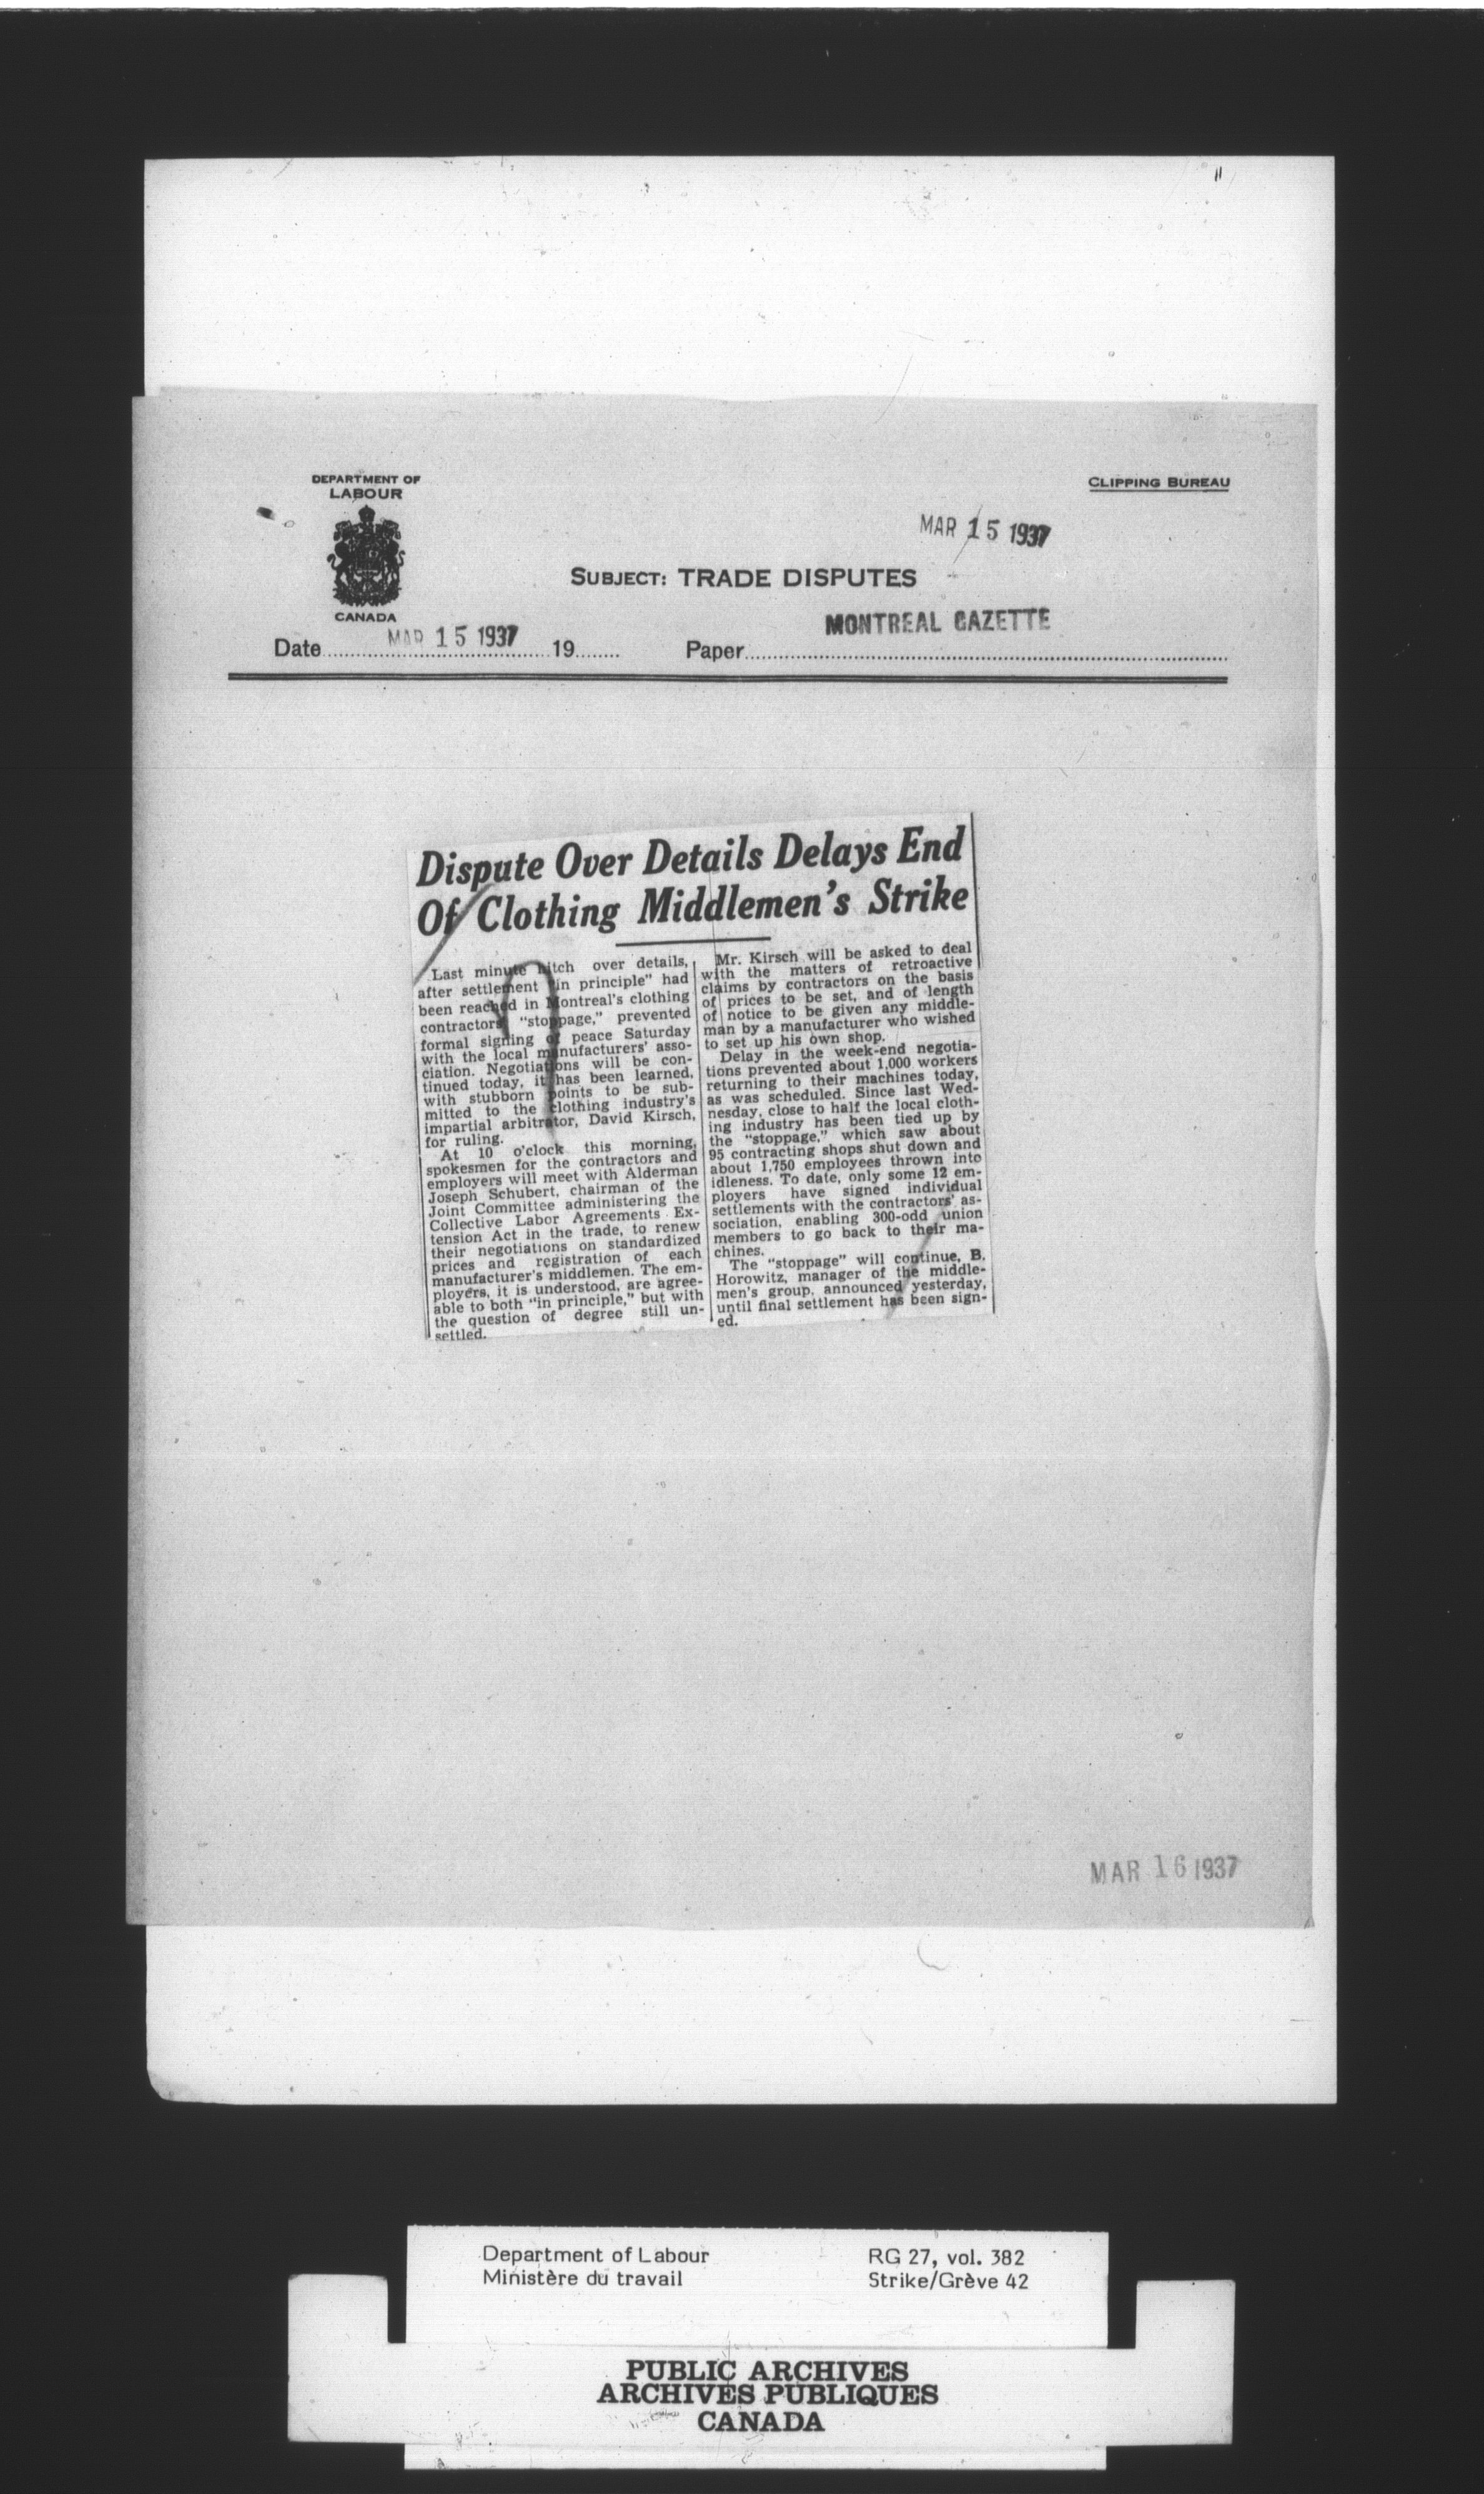 DEPARTMENT OF
LABOUR
CANADA
CLIPPING BUREAU
MAR 15 1937
SUBJECT: TRADE DISPUTES
MONTREAL GAZETTE
Date MAR 15 1937 19........ Paper
Dispute Over Details Delays End
Of Clothing Middlemen's Strike
Last minute hitch over details,
after settlement "in principle" had
been reached in Montreal's clothing
contractors' "stoppage," prevented
formal signing of peace Saturday
with the local manufacturers' asso-
ciation. Negotiations will be con-
tinued today, it has been learned,
with stubborn points to be sub-
mitted to the clothing industry's
impartial arbitrator, David Kirsch,
for ruling.
At 10 o'clock this morning,
spokesmen for the contractors and
employers will meet with Alderman
Joseph Schubert, chairman of the
Joint Committee administering the
Collective Labor Agreements Ex-
tension Act in the trade, to renew
their negotiations on standardized
prices and registration of each
manufacturer's middlemen. The em-
ployers, it is understood, are agree-
able to both "in principle," but with
the question of degree still un-
settled.
Mr. Kirsch will be asked to deal
with the matters of retroactive
claims by contractors on the basis
of prices to be set, and of length
of notice to be given any middle-
man by a manufacturer who wished
to set up his own shop.
Delay in the week-end negotia-
tions prevented about 1,000 workers
returning to their machines today,
as was scheduled. Since last Wed-
nesday, close to half the local cloth-
ing industry has been tied up by
the "stoppage," which saw about
95 contracting shops shut down and
about 1,750 employees thrown into
idleness. To date, only some 12 em-
ployers have signed individual
settlements with the contractors' as-
sociation, enabling 300-odd union
members to go back to their ma-
chines.
The "stoppage" will continue, B.
Horowitz, manager of the middle-
men's group, announced yesterday,
until final settlement has been sign-
ed.
MAR 16 1937
Department of Labour
Ministère du travail
RG 27, vol. 382
Strike/Grève 42
PUBLIC ARCHIVES
ARCHIVES PUBLIQUES
CANADA